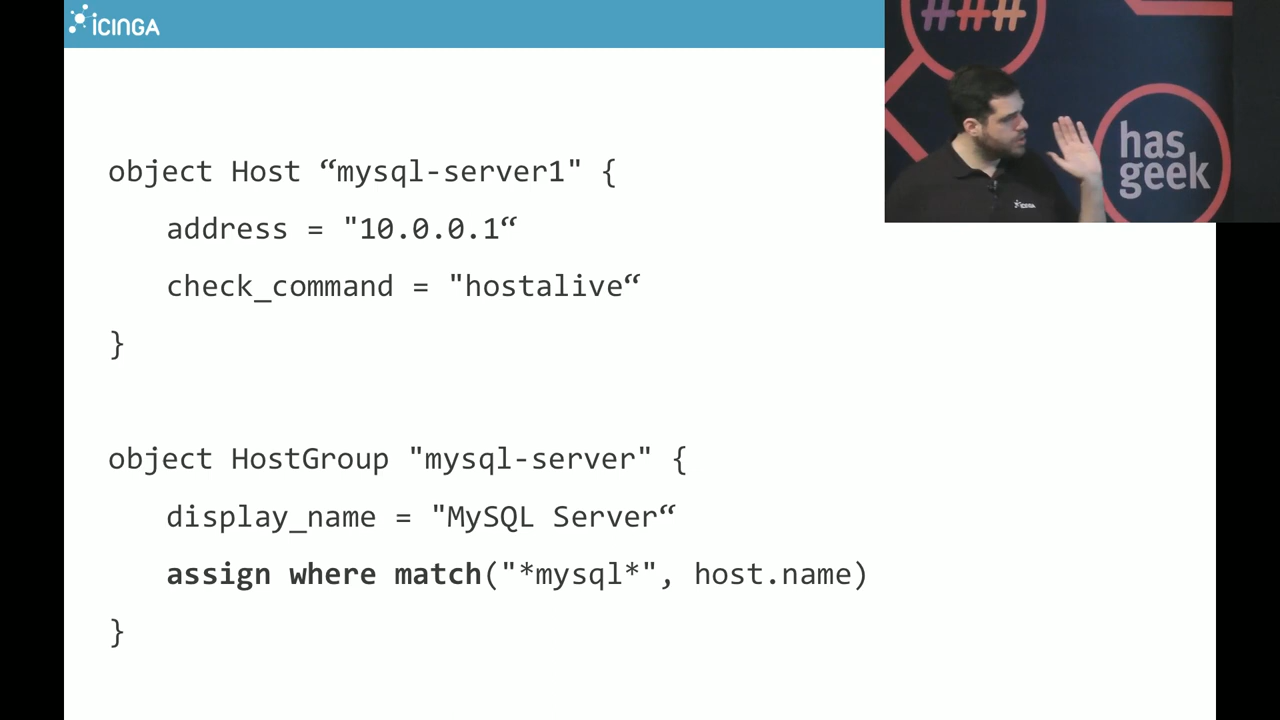 icinga
###
has
geek
icinga
object Host “mysql-server1" {
address = "10.0.0.1“
check_command = "hostalive“
}
object HostGroup "mysql-server" {
display_name = "MySQL Server“
assign where match("*mysql*", host.name)
}